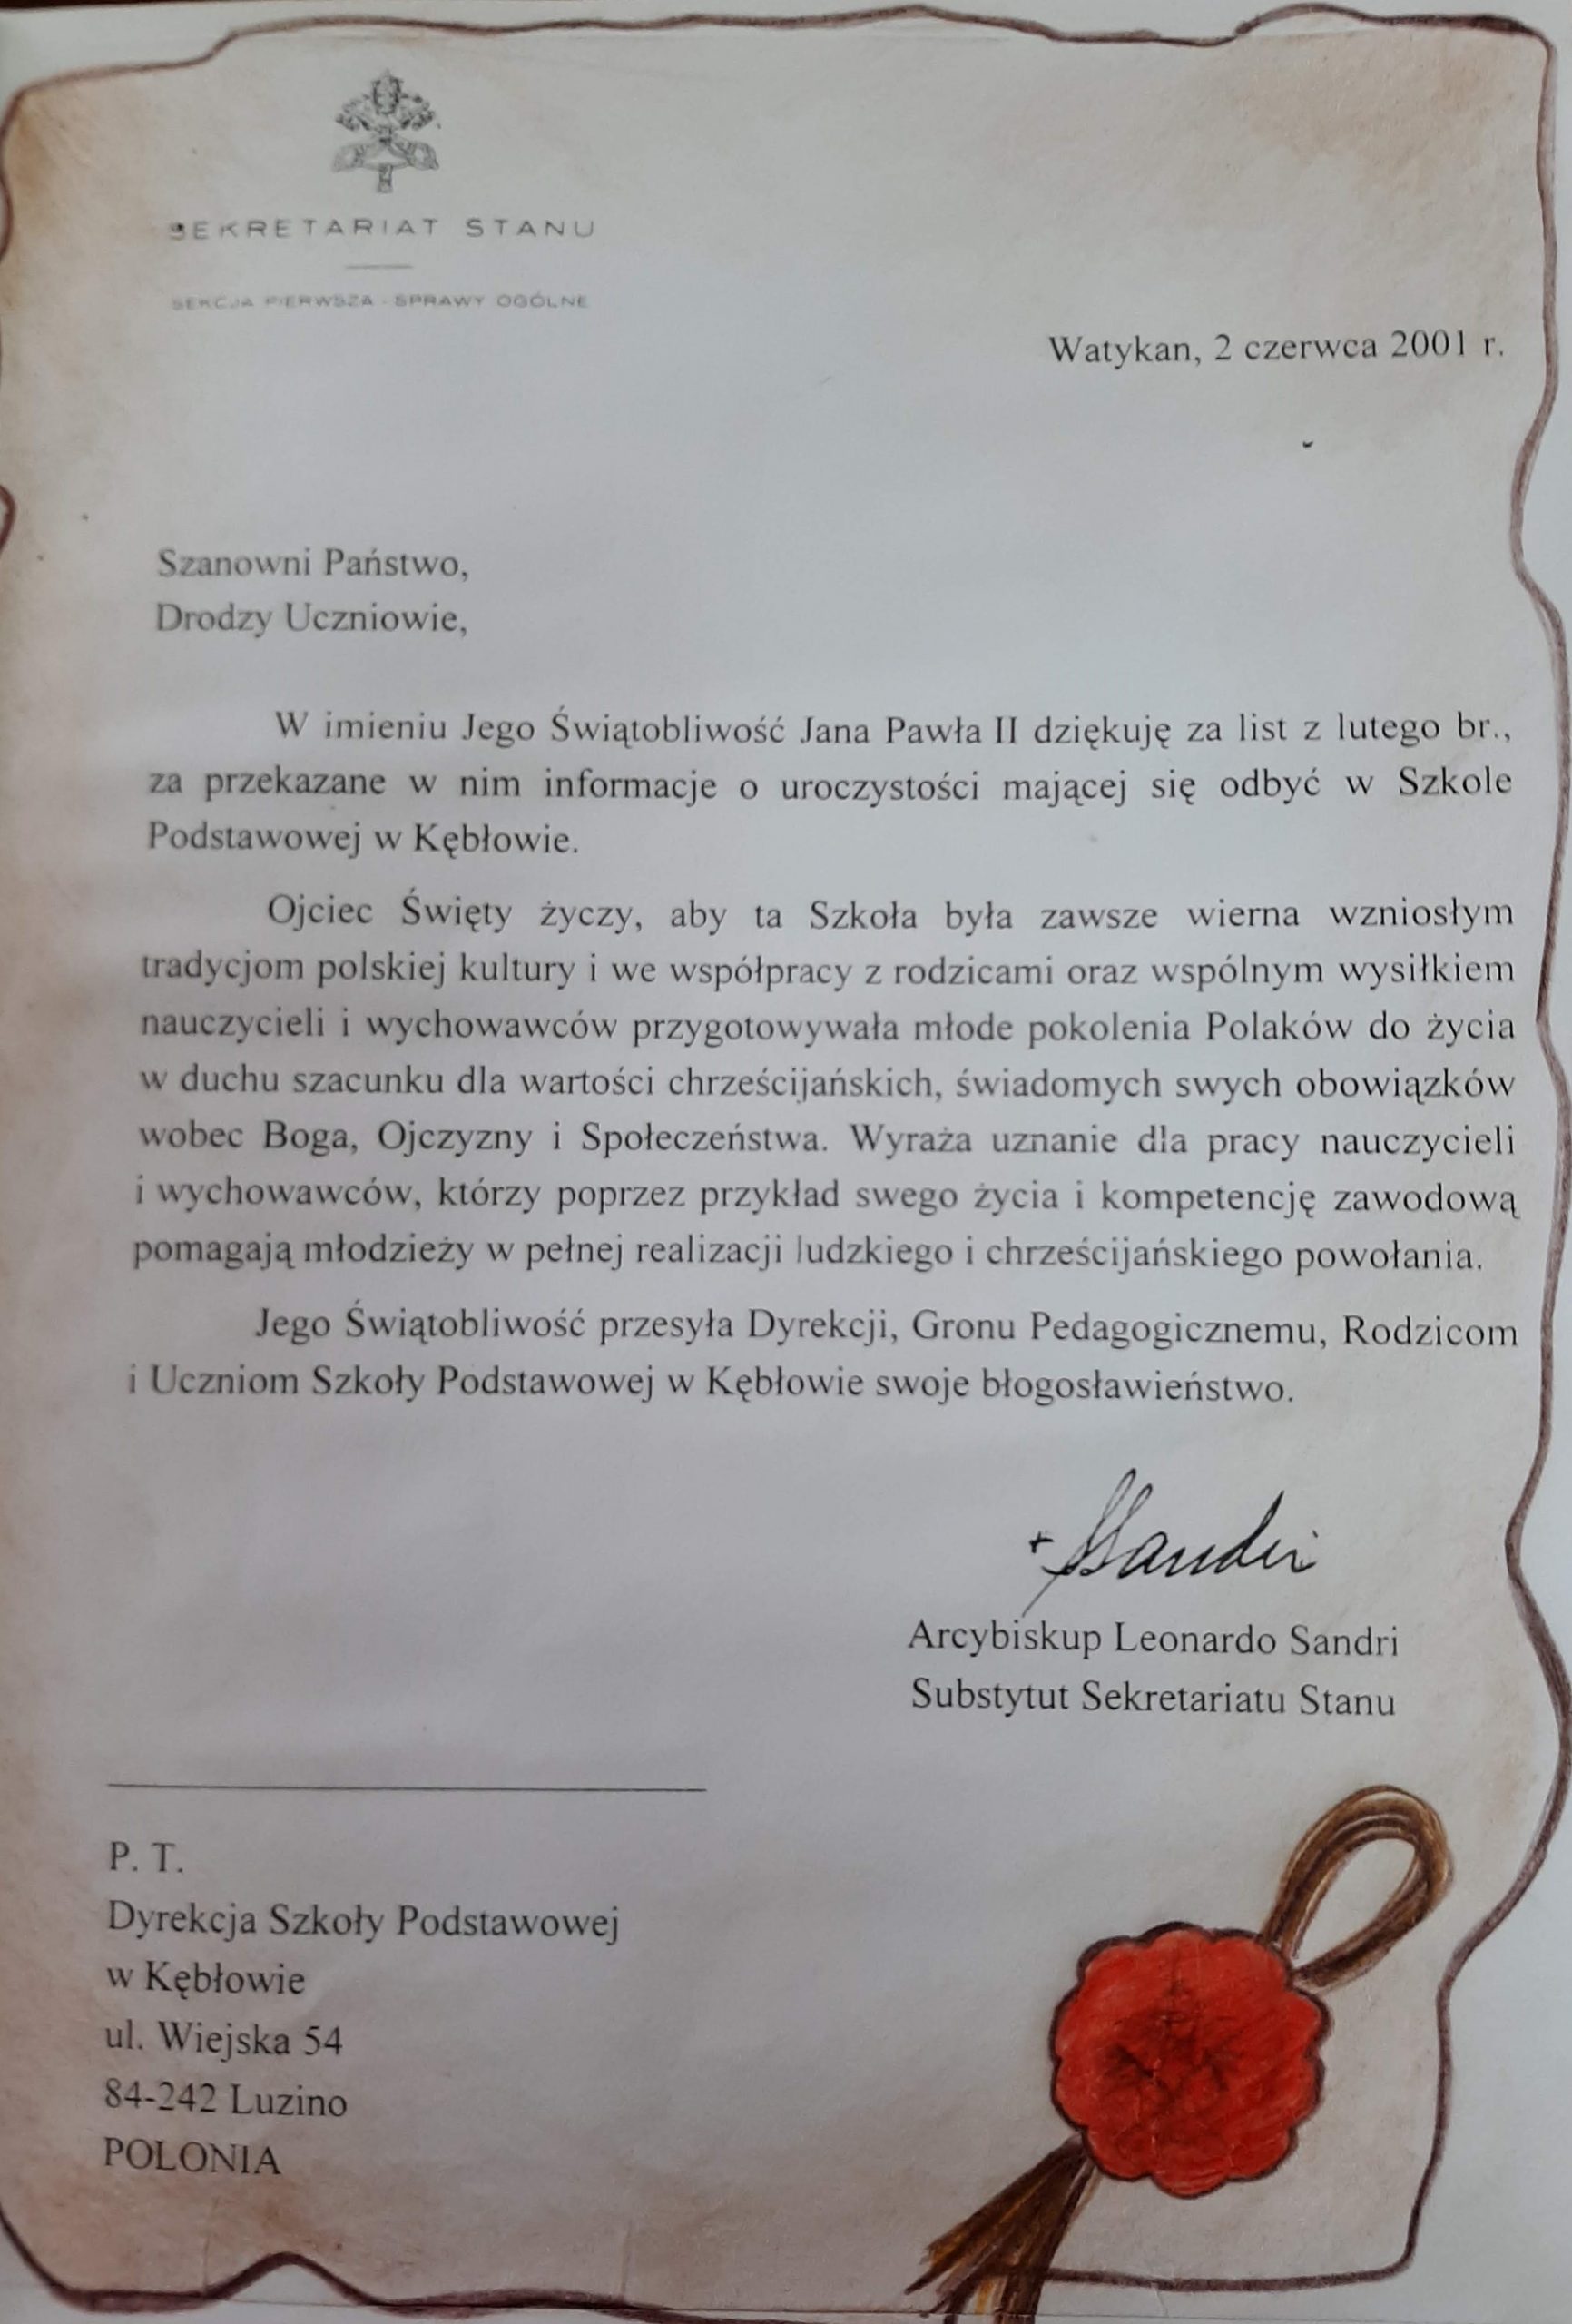 SEKRETARIAT STANU
SEKCJA PIERWSZA - SPRAWY OGÓLNE
Watykan, 2 czerwca 2001 r.
Szanowni Państwo,
Drodzy Uczniowie,
W imieniu Jego Świątobliwość Jana Pawła II dziękuję za list z lutego br.,
za przekazane w nim informacje o uroczystości mającej się odbyć w Szkole
Podstawowej w Kębłowie.
Ojciec Święty życzy, aby ta Szkoła była zawsze wierna wzniosłym
tradycjom polskiej kultury i we współpracy z rodzicami oraz wspólnym wysiłkiem
nauczycieli i wychowawców przygotowywała młode pokolenia Polaków do życia
w duchu szacunku dla wartości chrześcijańskich, świadomych swych obowiązków
wobec Boga, Ojczyzny i Społeczeństwa. Wyraża uznanie dla pracy nauczycieli
i wychowawców, którzy poprzez przykład swego życia i kompetencję zawodową
pomagają młodzieży w pełnej realizacji ludzkiego i chrześcijańskiego powołania.
Jego Świątobliwość przesyła Dyrekcji, Gronu Pedagogicznemu, Rodzicom
i Uczniom Szkoły Podstawowej w Kębłowie swoje błogosławieństwo.
+ Sandri
Arcybiskup Leonardo Sandri
Substytut Sekretariatu Stanu
P. T.
Dyrekcja Szkoły Podstawowej
w Kębłowie
ul. Wiejska 54
84-242 Luzino
POLONIA